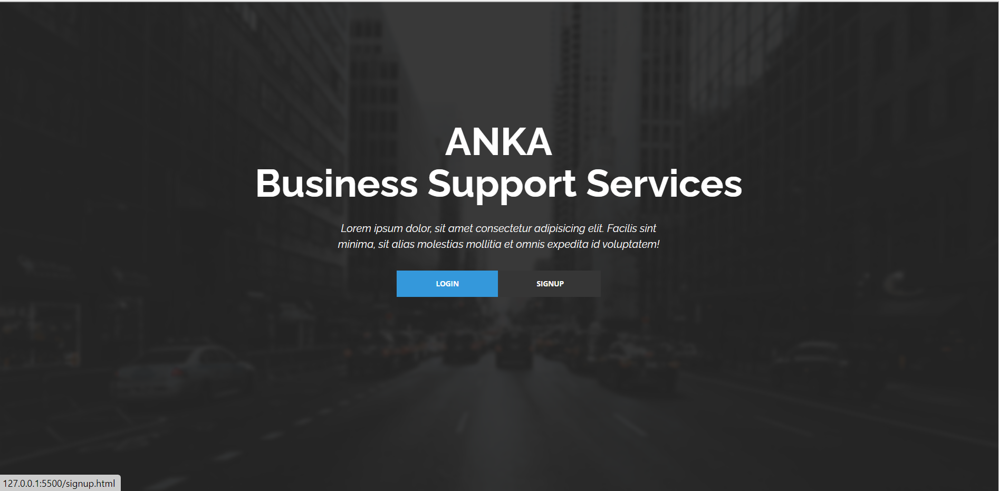 ANKA
Business Support Services
Lorem ipsum dolor, sit amet consectetur adipisicing elit. Facilis sint
minima, sit alias molestias mollitia et omnis expedita id voluptatem!
LOGIN SIGNUP
127.0.0.1:5500/signup.html